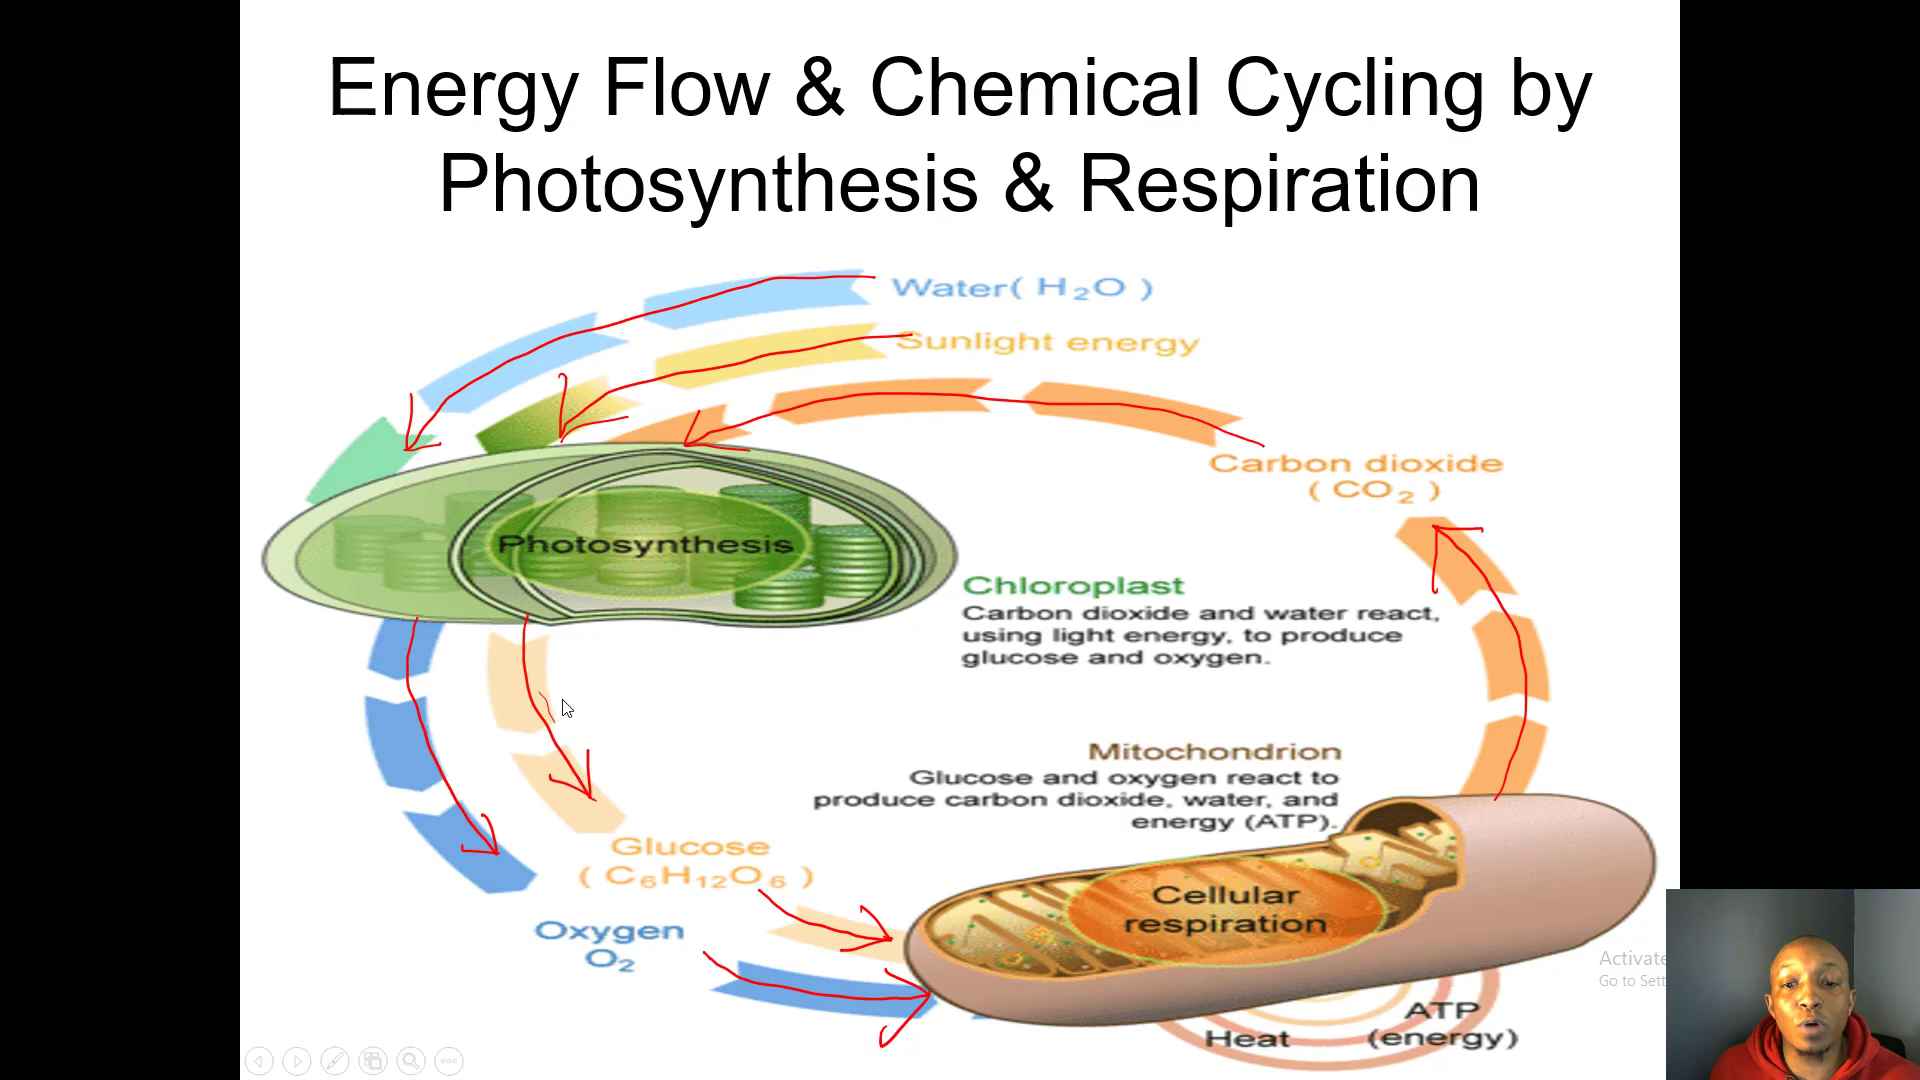 Energy Flow & Chemical Cycling by
Photosynthesis & Respiration
Water( H₂O )
Sunlight energy
Carbon dioxide
( CO₂ )
Photosynthesis
Chloroplast
Carbon dioxide and water react,
using light energy, to produce
glucose and oxygen.
Mitochondrion
Glucose and oxygen react to
produce carbon dioxide, water, and
energy (ATP).
Glucose
( C₆H₁₂O₆ )
Cellular
respiration
Oxygen
O₂
Activate
Go to Sett
Heat
ATP
(energy)